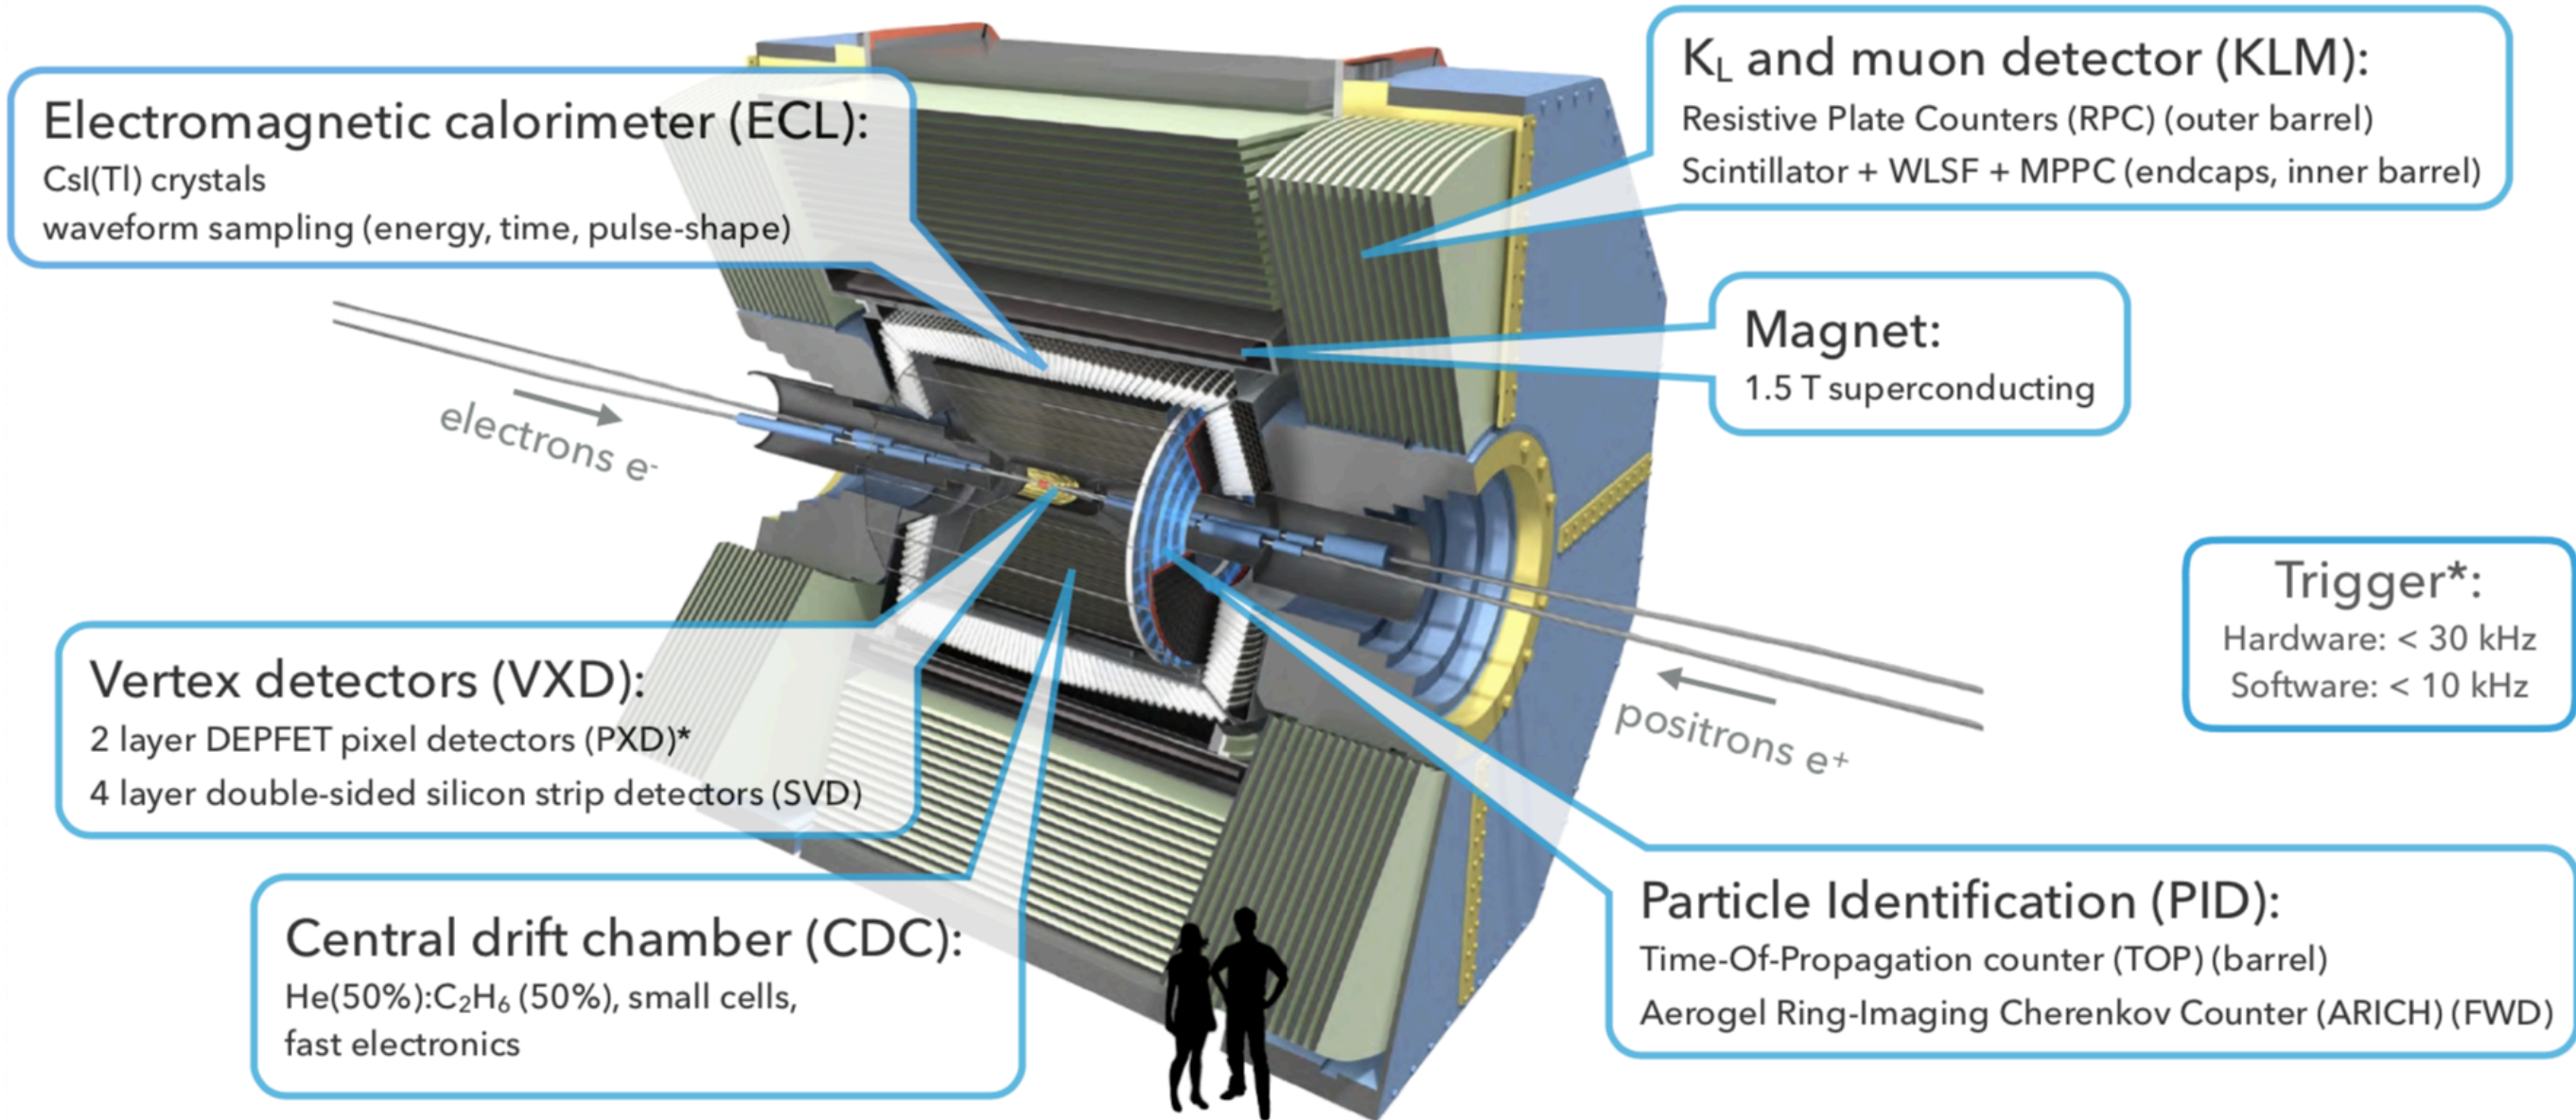 Electromagnetic calorimeter (ECL):
CsI(Tl) crystals
waveform sampling (energy, time, pulse-shape)
K_L and muon detector (KLM):
Resistive Plate Counters (RPC) (outer barrel)
Scintillator + WLSF + MPPC (endcaps, inner barrel)
Magnet:
1.5 T superconducting
electrons e⁻
Trigger*:
Hardware: < 30 kHz
Software: < 10 kHz
positrons e⁺
Vertex detectors (VXD):
2 layer DEPFET pixel detectors (PXD)*
4 layer double-sided silicon strip detectors (SVD)
Central drift chamber (CDC):
He(50%):C₂H₆ (50%), small cells,
fast electronics
Particle Identification (PID):
Time-Of-Propagation counter (TOP) (barrel)
Aerogel Ring-Imaging Cherenkov Counter (ARICH) (FWD)